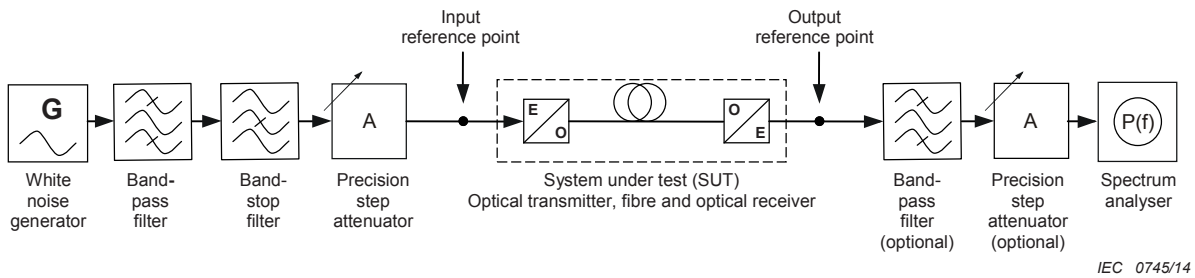 Input
reference point
Output
reference point
G
A
E
O
O
E
A
P(f)
White
noise
generator
Band-
pass
filter
Band-
stop
filter
Precision
step
attenuator
System under test (SUT)
Optical transmitter, fibre and optical receiver
Band-
pass
filter
(optional)
Precision
step
attenuator
(optional)
Spectrum
analyser
IEC 0745/14